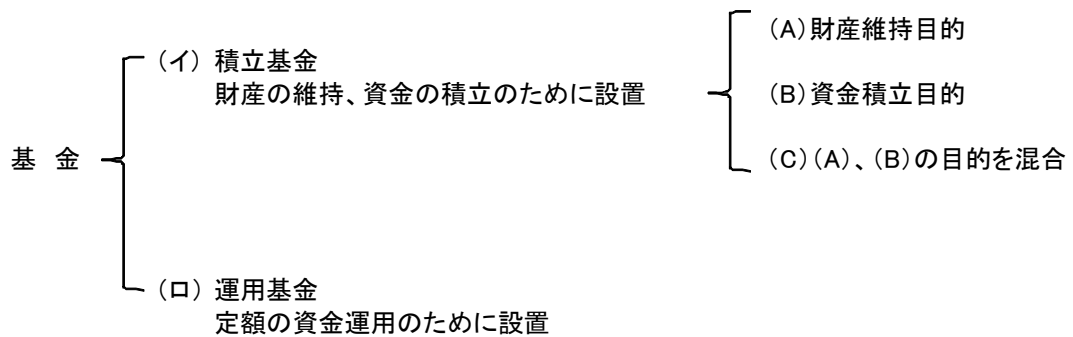 基 金
(イ) 積立基金
財産の維持、資金の積立のために設置
(A)財産維持目的
(B)資金積立目的
(C)(A)、(B)の目的を混合
(ロ) 運用基金
定額の資金運用のために設置